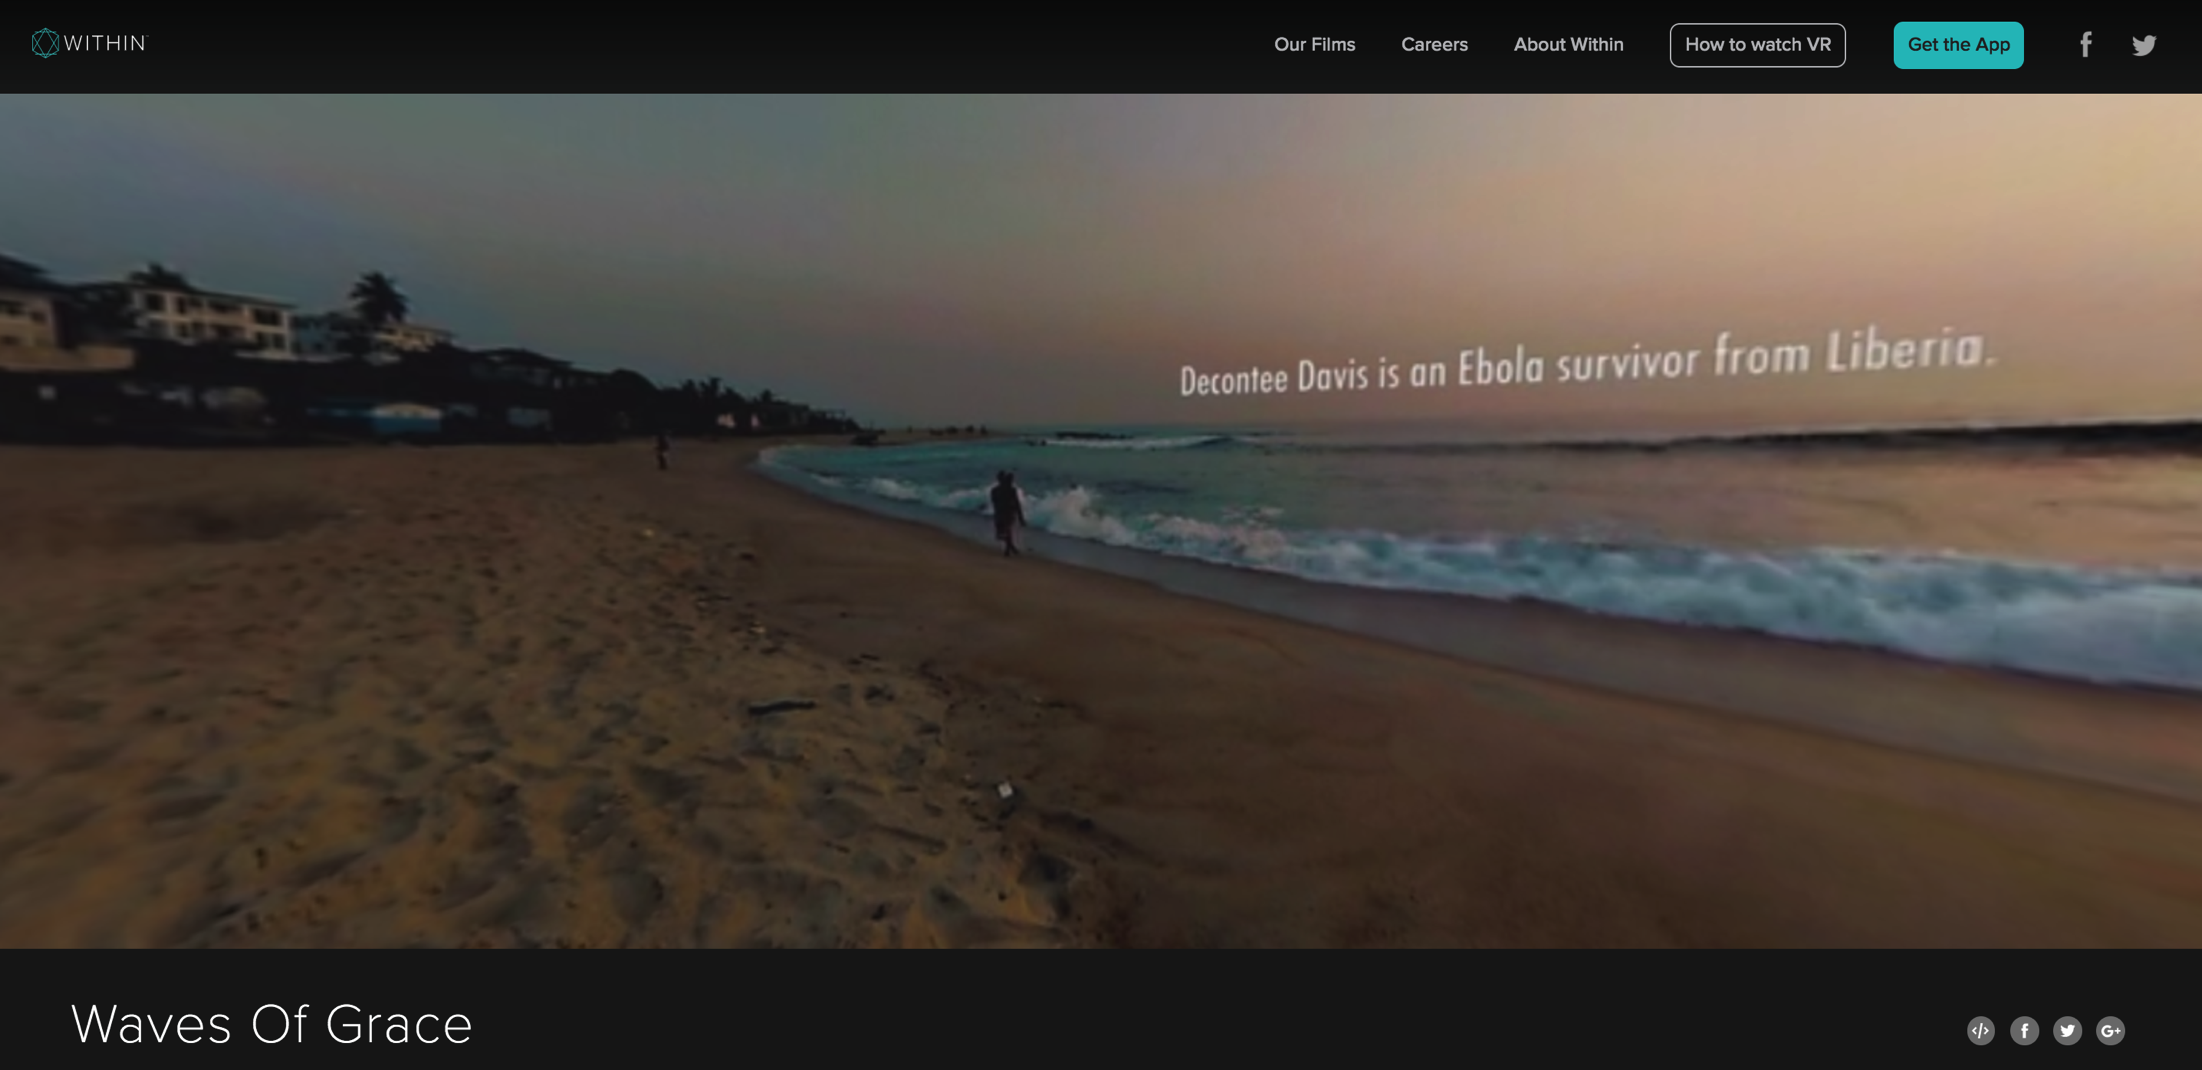 WITHIN
Our Films
Careers
About Within
How to watch VR
Get the App
Decontee Davis is an Ebola survivor from Liberia.
Waves Of Grace